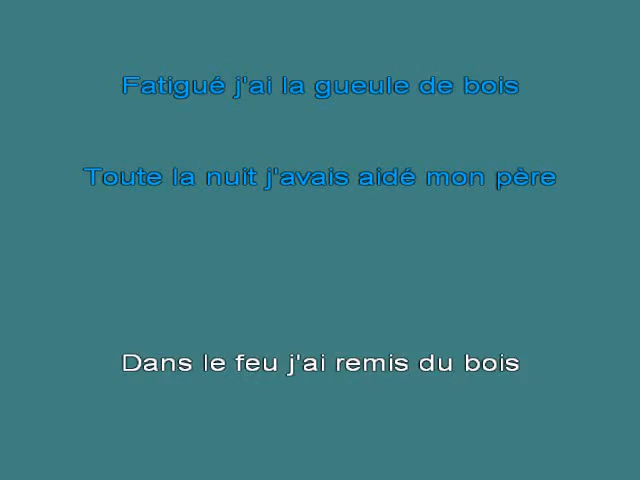 Fatigué j'ai la gueule de bois
Toute la nuit j'avais aidé mon père
Dans le feu j'ai remis du bois